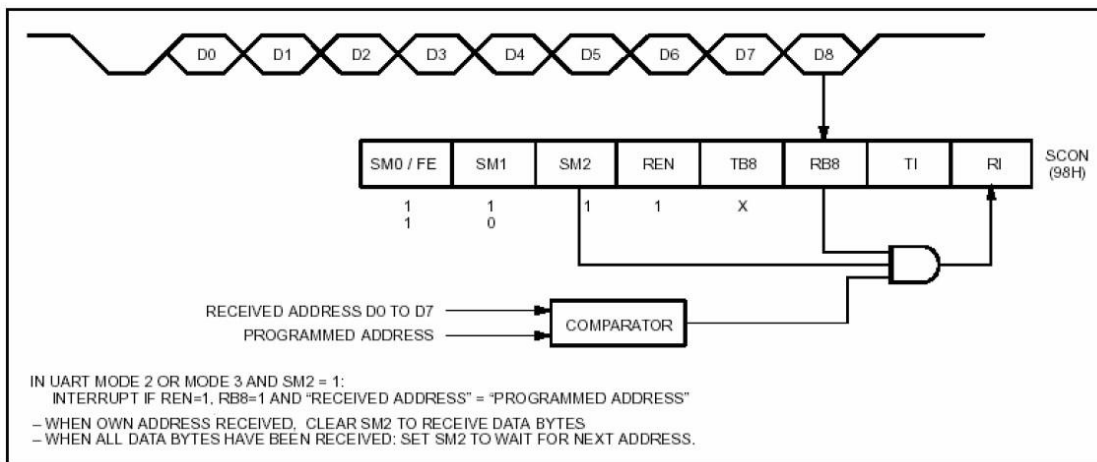 D0 D1 D2 D3 D4 D5 D6 D7 D8
SM0 / FE SM1 SM2 REN TB8 RB8 TI RI SCON
(98H)
1 1 1 1 X
1 0
RECEIVED ADDRESS D0 TO D7
PROGRAMMED ADDRESS
COMPARATOR
IN UART MODE 2 OR MODE 3 AND SM2 = 1:
INTERRUPT IF REN=1, RB8=1 AND “RECEIVED ADDRESS” = “PROGRAMMED ADDRESS”
– WHEN OWN ADDRESS RECEIVED, CLEAR SM2 TO RECEIVE DATA BYTES
– WHEN ALL DATA BYTES HAVE BEEN RECEIVED: SET SM2 TO WAIT FOR NEXT ADDRESS.